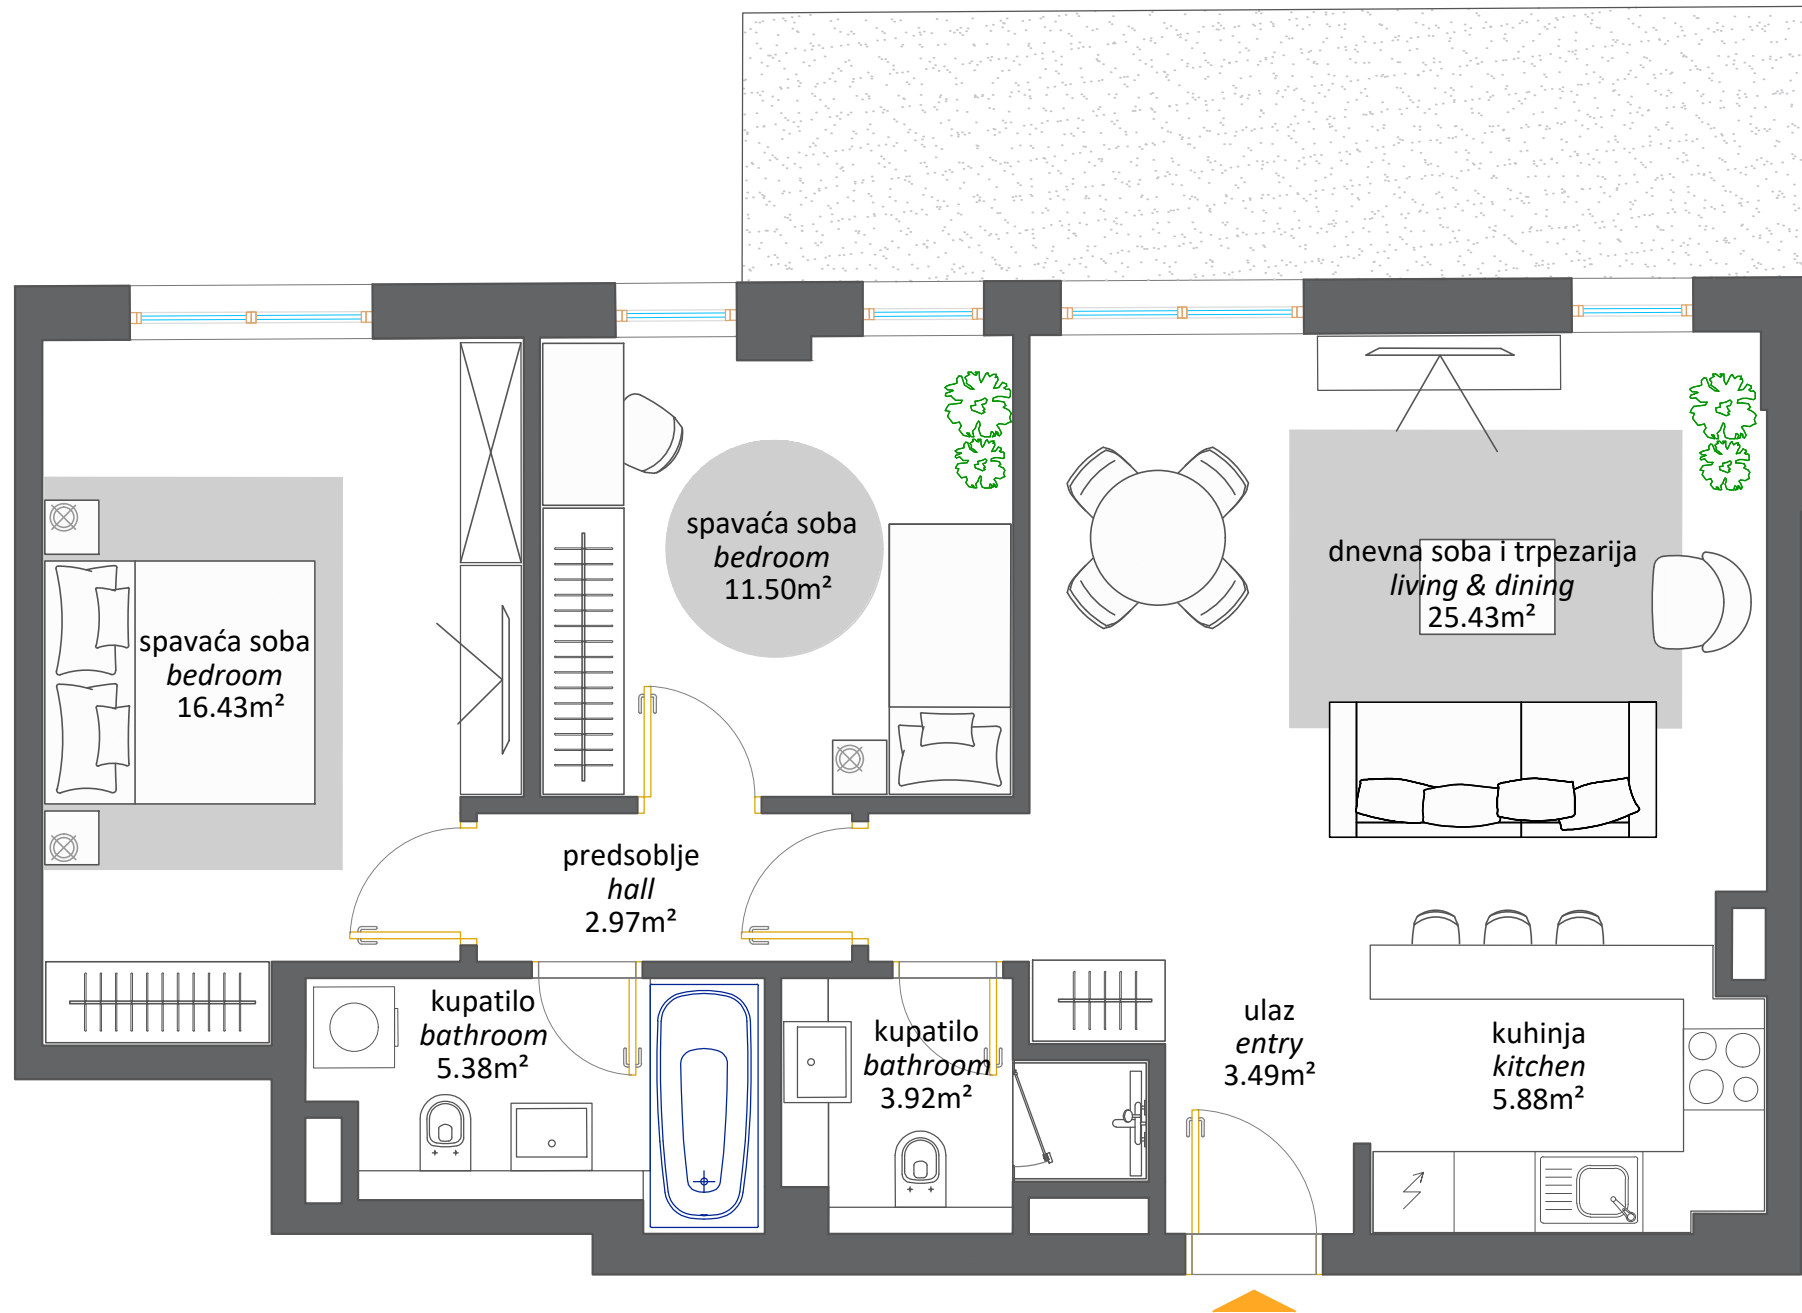 spavaća soba
bedroom
16.43m²
spavaća soba
bedroom
11.50m²
dnevna soba i trpezarija
living & dining
25.43m²
predsoblje
hall
2.97m²
kupatilo
bathroom
5.38m²
kupatilo
bathroom
3.92m²
ulaz
entry
3.49m²
kuhinja
kitchen
5.88m²